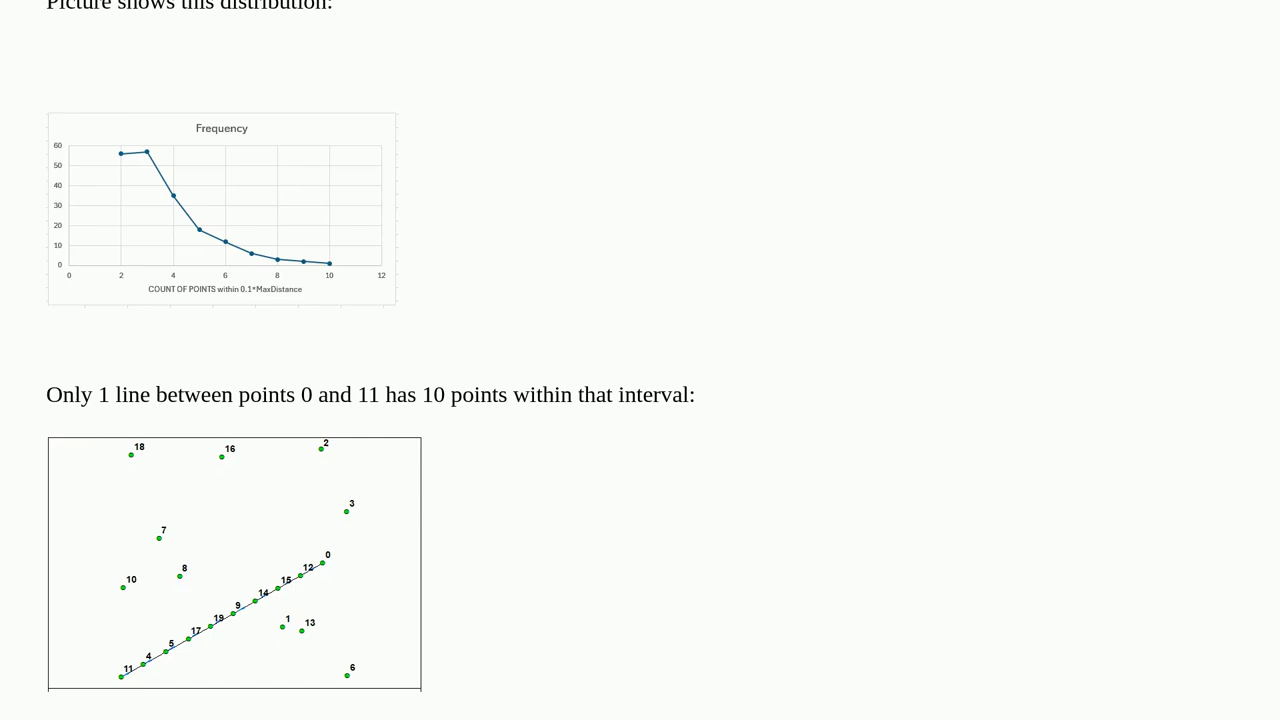 Picture shows this distribution:
Frequency
60
50
40
30
20
10
0
0 2 4 6 8 10 12
COUNT OF POINTS within 0.1*MaxDistance
Only 1 line between points 0 and 11 has 10 points within that interval:
18 16 2
3
7
0
10 8 12
15
14
9
19 1 13
17
5
4
11 6